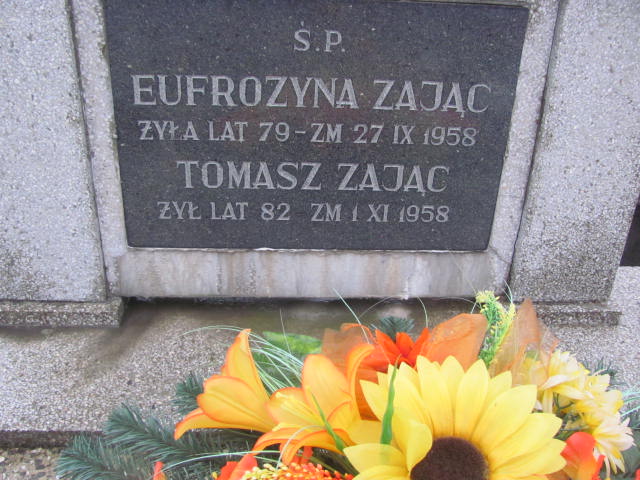 Ś.P.
EUFROZYNA ZAJĄC
ŻYŁA LAT 79 – ZM 27 IX 1958
TOMASZ ZAJĄC
ŻYŁ LAT 82 ZM 1 XI 1958